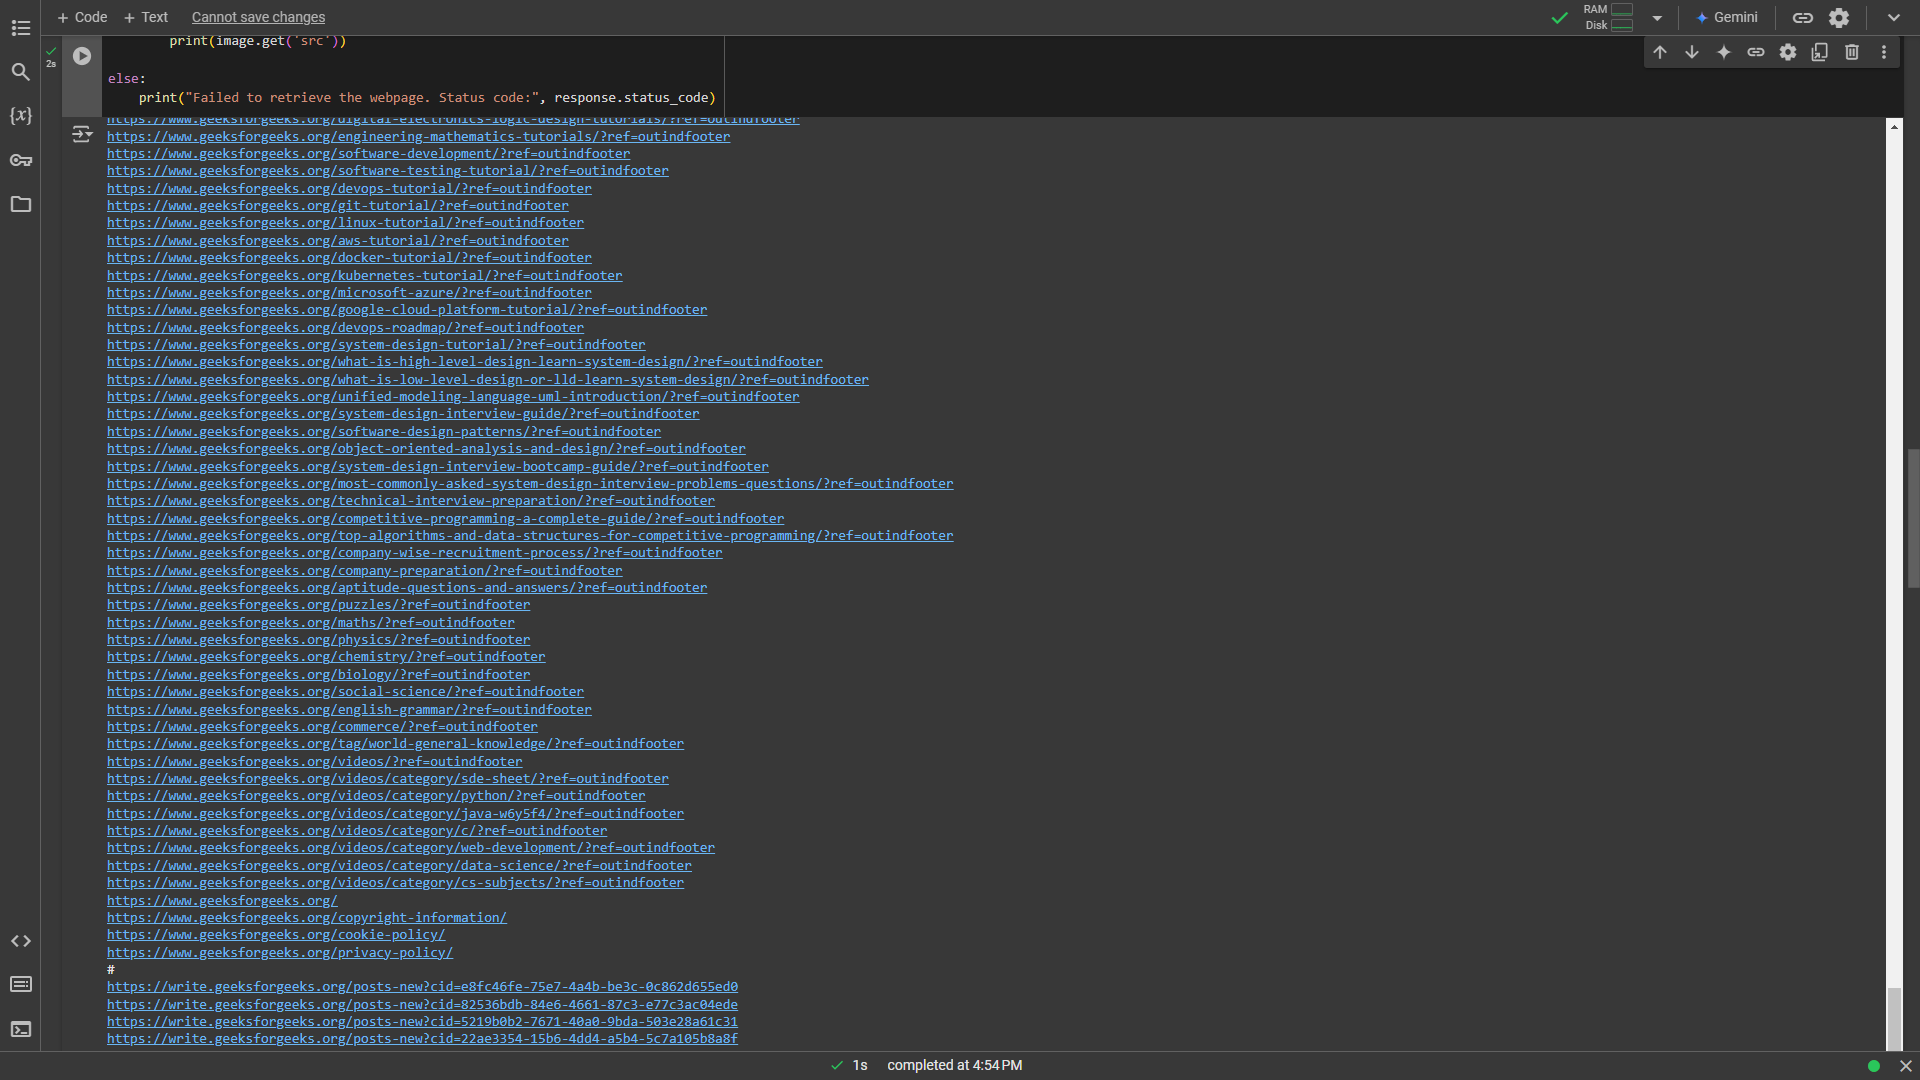 + Code + Text Cannot save changes
RAM
Disk
Gemini
2s
print(image.get('src'))
else:
print("Failed to retrieve the webpage. Status code:", response.status_code)
{x}
https://www.geeksforgeeks.org/digital-electronics-logic-design-tutorials/?ref=outindfooter
https://www.geeksforgeeks.org/engineering-mathematics-tutorials/?ref=outindfooter
https://www.geeksforgeeks.org/software-development/?ref=outindfooter
https://www.geeksforgeeks.org/software-testing-tutorial/?ref=outindfooter
https://www.geeksforgeeks.org/devops-tutorial/?ref=outindfooter
https://www.geeksforgeeks.org/git-tutorial/?ref=outindfooter
https://www.geeksforgeeks.org/linux-tutorial/?ref=outindfooter
https://www.geeksforgeeks.org/aws-tutorial/?ref=outindfooter
https://www.geeksforgeeks.org/docker-tutorial/?ref=outindfooter
https://www.geeksforgeeks.org/kubernetes-tutorial/?ref=outindfooter
https://www.geeksforgeeks.org/microsoft-azure/?ref=outindfooter
https://www.geeksforgeeks.org/google-cloud-platform-tutorial/?ref=outindfooter
https://www.geeksforgeeks.org/devops-roadmap/?ref=outindfooter
https://www.geeksforgeeks.org/system-design-tutorial/?ref=outindfooter
https://www.geeksforgeeks.org/what-is-high-level-design-learn-system-design/?ref=outindfooter
https://www.geeksforgeeks.org/what-is-low-level-design-or-lld-learn-system-design/?ref=outindfooter
https://www.geeksforgeeks.org/unified-modeling-language-uml-introduction/?ref=outindfooter
https://www.geeksforgeeks.org/system-design-interview-guide/?ref=outindfooter
https://www.geeksforgeeks.org/software-design-patterns/?ref=outindfooter
https://www.geeksforgeeks.org/object-oriented-analysis-and-design/?ref=outindfooter
https://www.geeksforgeeks.org/system-design-interview-bootcamp-guide/?ref=outindfooter
https://www.geeksforgeeks.org/most-commonly-asked-system-design-interview-problems-questions/?ref=outindfooter
https://www.geeksforgeeks.org/technical-interview-preparation/?ref=outindfooter
https://www.geeksforgeeks.org/competitive-programming-a-complete-guide/?ref=outindfooter
https://www.geeksforgeeks.org/top-algorithms-and-data-structures-for-competitive-programming/?ref=outindfooter
https://www.geeksforgeeks.org/company-wise-recruitment-process/?ref=outindfooter
https://www.geeksforgeeks.org/company-preparation/?ref=outindfooter
https://www.geeksforgeeks.org/aptitude-questions-and-answers/?ref=outindfooter
https://www.geeksforgeeks.org/puzzles/?ref=outindfooter
https://www.geeksforgeeks.org/maths/?ref=outindfooter
https://www.geeksforgeeks.org/physics/?ref=outindfooter
https://www.geeksforgeeks.org/chemistry/?ref=outindfooter
https://www.geeksforgeeks.org/biology/?ref=outindfooter
https://www.geeksforgeeks.org/social-science/?ref=outindfooter
https://www.geeksforgeeks.org/english-grammar/?ref=outindfooter
https://www.geeksforgeeks.org/commerce/?ref=outindfooter
https://www.geeksforgeeks.org/tag/world-general-knowledge/?ref=outindfooter
https://www.geeksforgeeks.org/videos/?ref=outindfooter
https://www.geeksforgeeks.org/videos/category/sde-sheet/?ref=outindfooter
https://www.geeksforgeeks.org/videos/category/python/?ref=outindfooter
https://www.geeksforgeeks.org/videos/category/java-w6y5f4/?ref=outindfooter
https://www.geeksforgeeks.org/videos/category/c/?ref=outindfooter
https://www.geeksforgeeks.org/videos/category/web-development/?ref=outindfooter
https://www.geeksforgeeks.org/videos/category/data-science/?ref=outindfooter
https://www.geeksforgeeks.org/videos/category/cs-subjects/?ref=outindfooter
https://www.geeksforgeeks.org/
https://www.geeksforgeeks.org/copyright-information/
https://www.geeksforgeeks.org/cookie-policy/
https://www.geeksforgeeks.org/privacy-policy/
#
https://write.geeksforgeeks.org/posts-new?cid=e8fc46fe-75e7-4a4b-be3c-0c862d655ed0
https://write.geeksforgeeks.org/posts-new?cid=82536bdb-84e6-4661-87c3-e77c3ac04ede
https://write.geeksforgeeks.org/posts-new?cid=5219b0b2-7671-40a0-9bda-503e28a61c31
https://write.geeksforgeeks.org/posts-new?cid=22ae3354-15b6-4dd4-a5b4-5c7a105b8a8f
1s completed at 4:54 PM